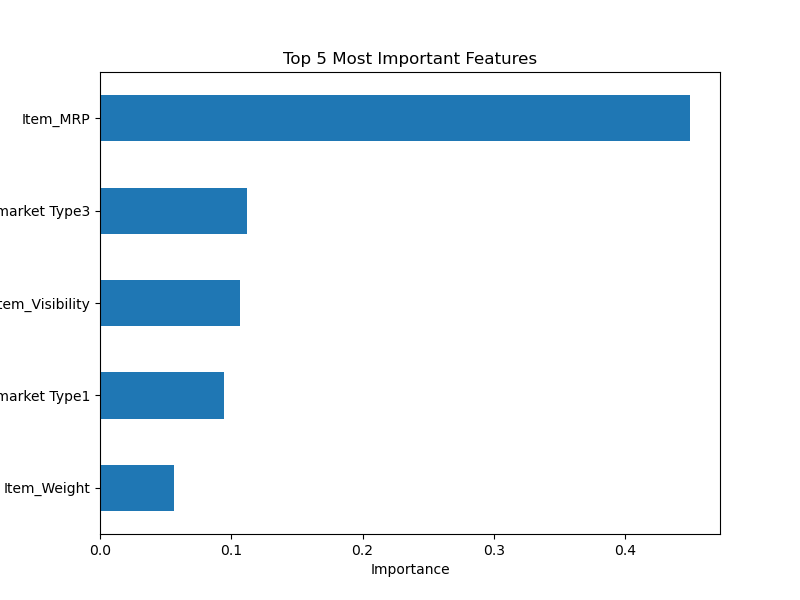 Top 5 Most Important Features
Item_MRP
market Type3
tem_Visibility
market Type1
Item_Weight
0.0 0.1 0.2 0.3 0.4
Importance